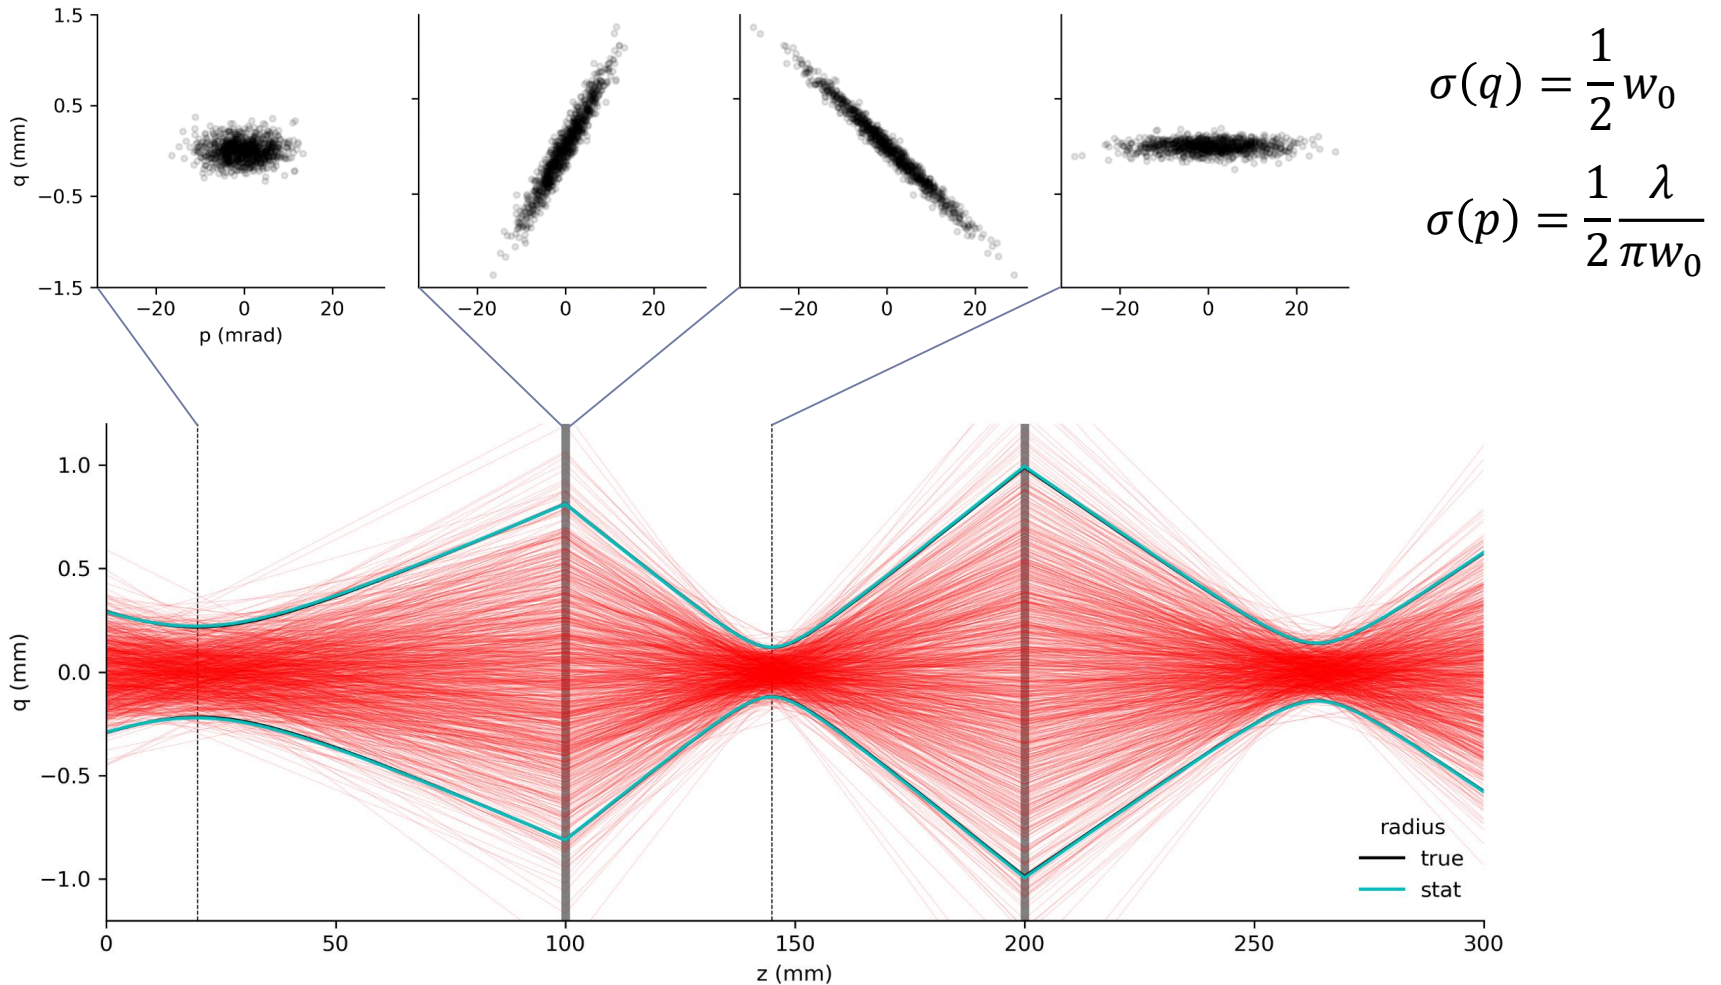 1.5
0.5
−0.5
−1.5
q (mm)
−20 0 20
p (mrad)
−20 0 20
−20 0 20
−20 0 20
σ(q) = 1/2 w₀
σ(p) = 1/2 λ/πw₀
1.0
0.5
0.0
−0.5
−1.0
q (mm)
radius
true
stat
0 50 100 150 200 250 300
z (mm)